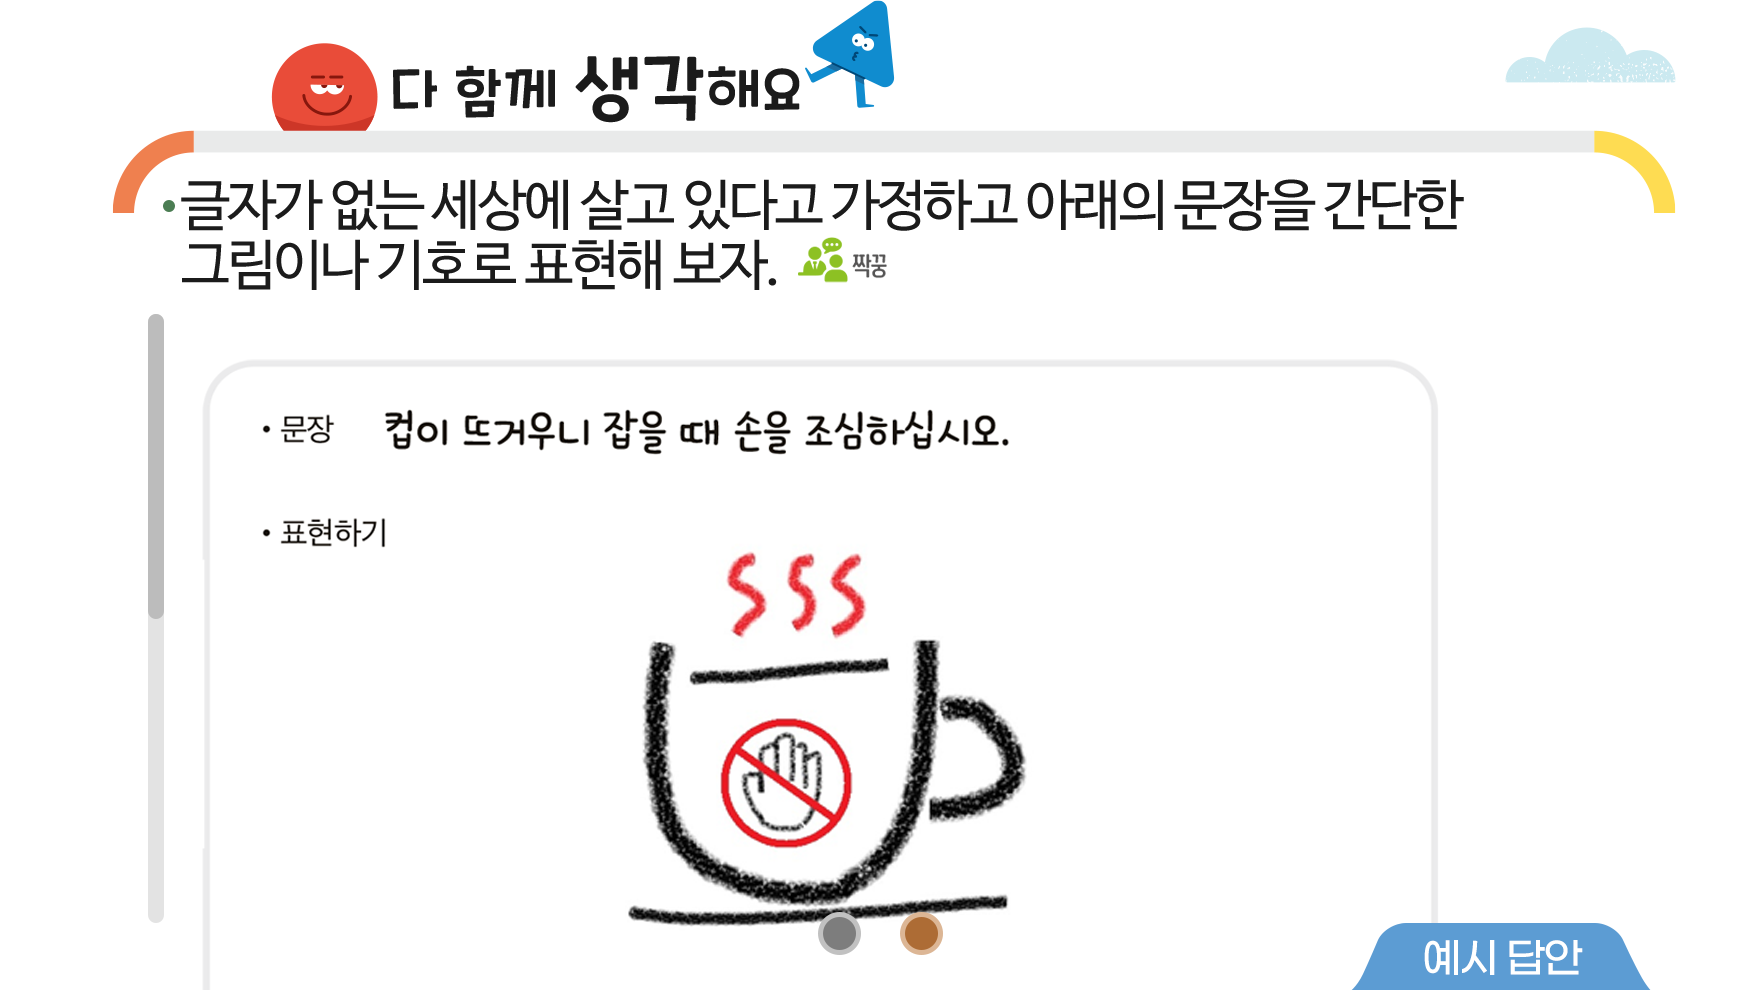 다 함께 생각해요
•글자가 없는 세상에 살고 있다고 가정하고 아래의 문장을 간단한
그림이나 기호로 표현해 보자. 짝꿍
• 문장 컵이 뜨거우니 잡을 때 손을 조심하십시오.
• 표현하기
예시 답안